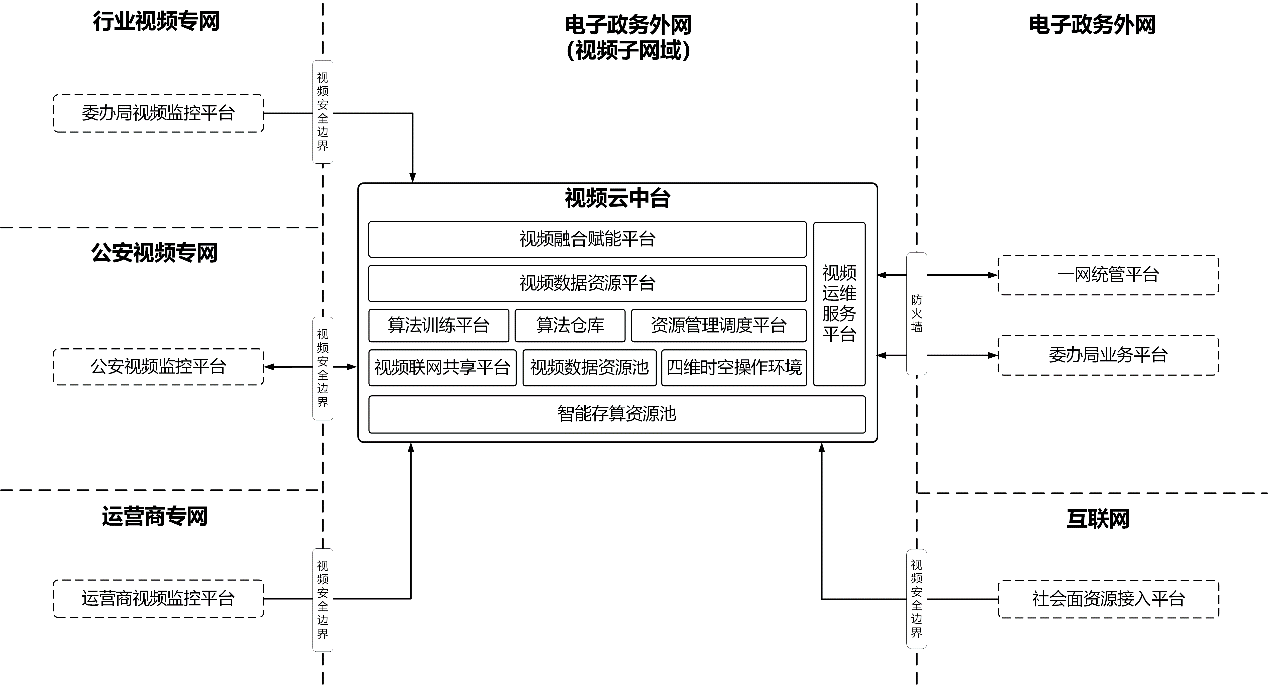 行业视频专网
电子政务外网
(视频子网域)
电子政务外网
委办局视频监控平台
视频安全边界
视频云中台
视频融合赋能平台
视频数据资源平台
算法训练平台
算法仓库
资源管理调度平台
视频联网共享平台
视频数据资源池
四维时空操作环境
智能存算资源池
视频
运维
服务
平台
公安视频专网
公安视频监控平台
视频安全边界
防火墙
一网统管平台
委办局业务平台
运营商专网
运营商视频监控平台
视频安全边界
互联网
视频安全边界
社会面资源接入平台